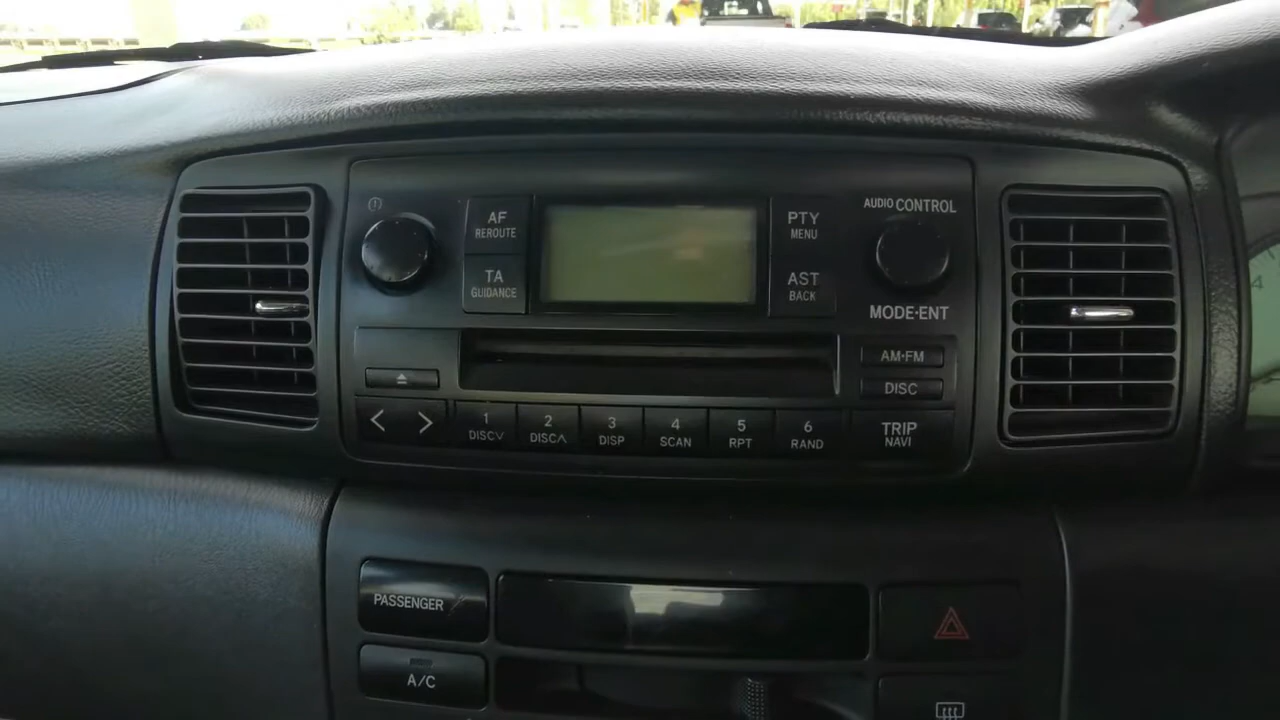 AF
REROUTE
TA
GUIDANCE
PTY
MENU
AST
BACK
AUDIO CONTROL
MODE·ENT
AM·FM
DISC
1
DISC∨
2
DISC∧
3
DISP
4
SCAN
5
RPT
6
RAND
TRIP
NAVI
PASSENGER
A/C
4